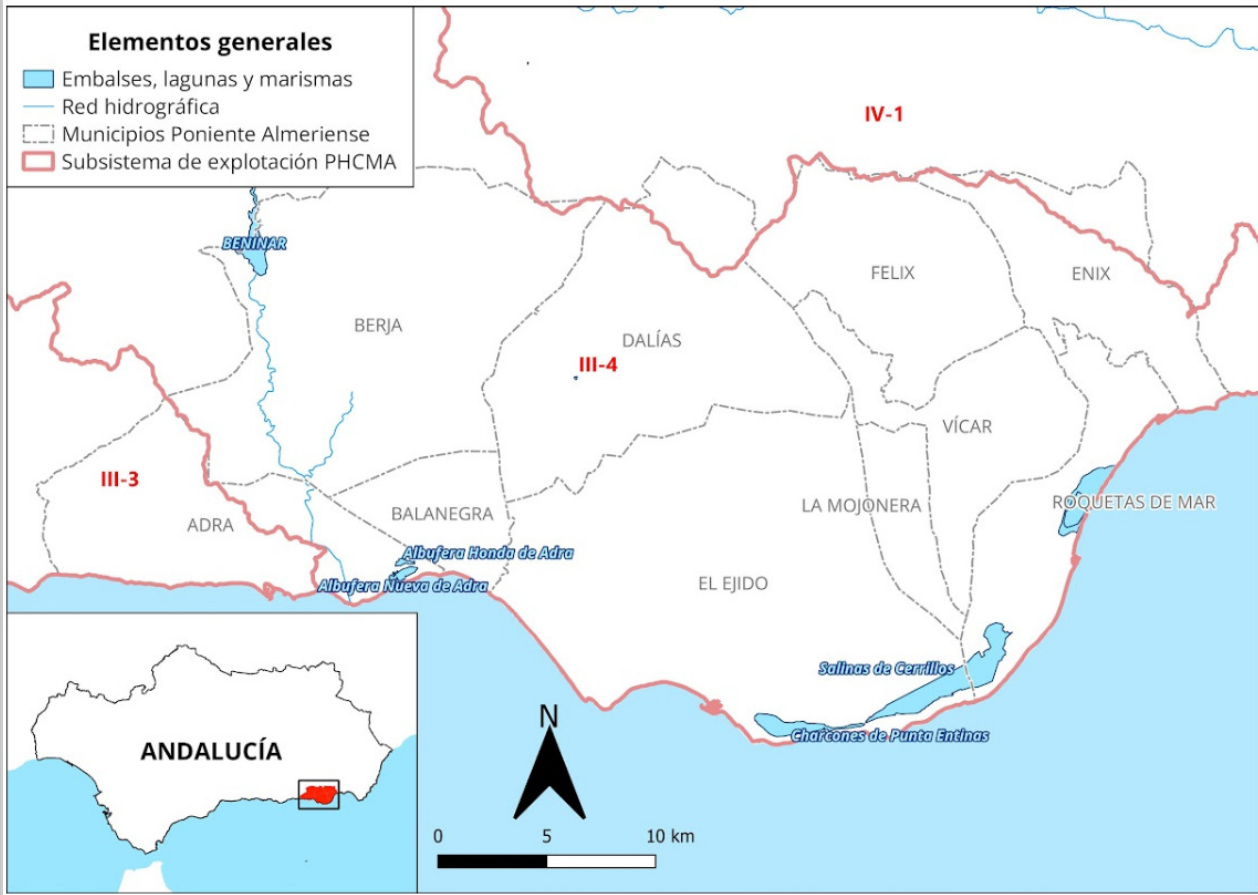 Elementos generales
Embalses, lagunas y marismas
Red hidrográfica
Municipios Poniente Almeriense
Subsistema de explotación PHCMA
IV-1
BENINAR
FELIX
ENIX
BERJA
DALÍAS
III-4
VÍCAR
III-3
ROQUETAS DE MAR
LA MOJONERA
BALANEGRA
ADRA
Albufera Honda de Adra
Albufera Nueva de Adra
EL EJIDO
Salinas de Cerrillos
Charcones de Punta Entinas
N
ANDALUCÍA
0 5 10 km